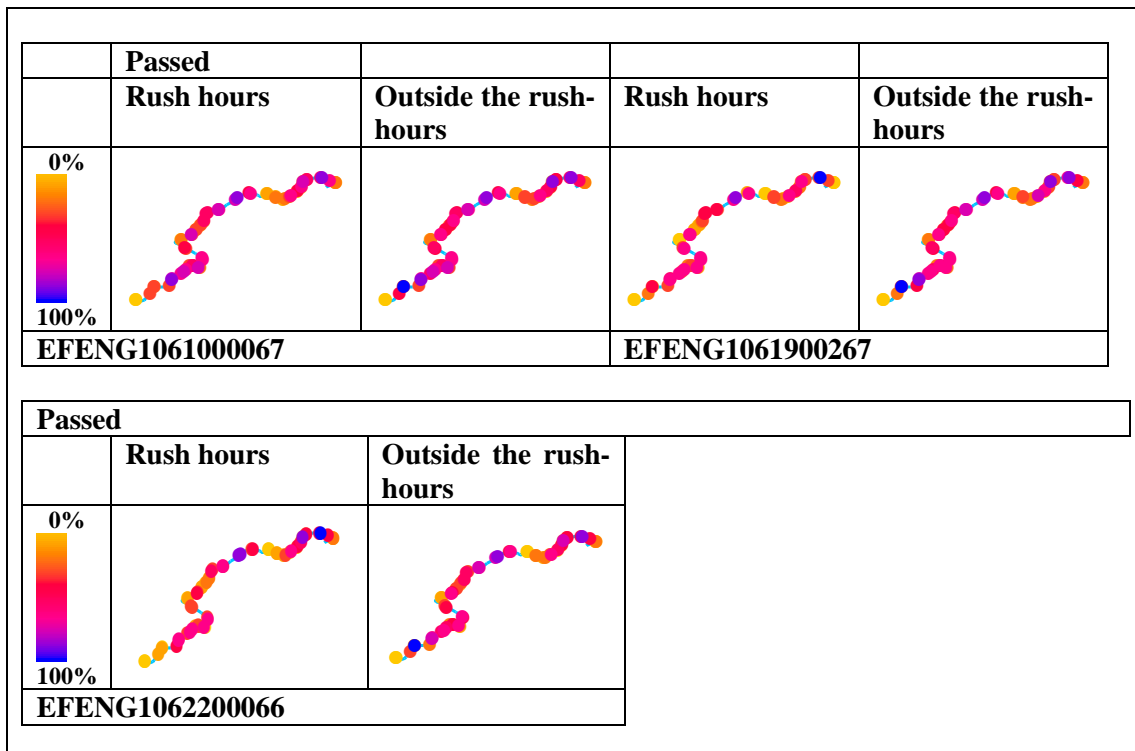 Passed
Rush hours
Outside the rush-
hours
Rush hours
Outside the rush-
hours
0%
100%
EFENG1061000067
EFENG1061900267
Passed
Rush hours
Outside the rush-
hours
0%
100%
EFENG1062200066